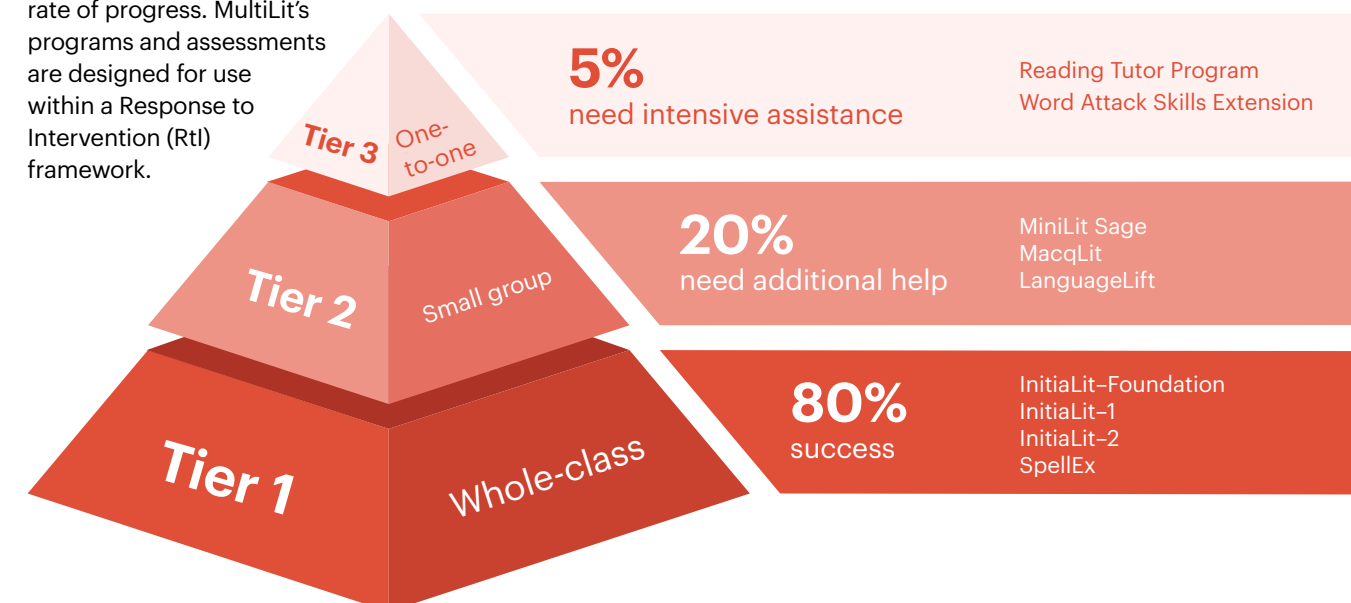 rate of progress. MultiLit’s
programs and assessments
are designed for use
within a Response to
Intervention (RtI)
framework.
Tier 3
One-
to-one
5%
need intensive assistance
Reading Tutor Program
Word Attack Skills Extension
Tier 2
Small group
20%
need additional help
MiniLit Sage
MacqLit
LanguageLift
Tier 1
Whole-class
80%
success
InitiaLit–Foundation
InitiaLit–1
InitiaLit–2
SpellEx